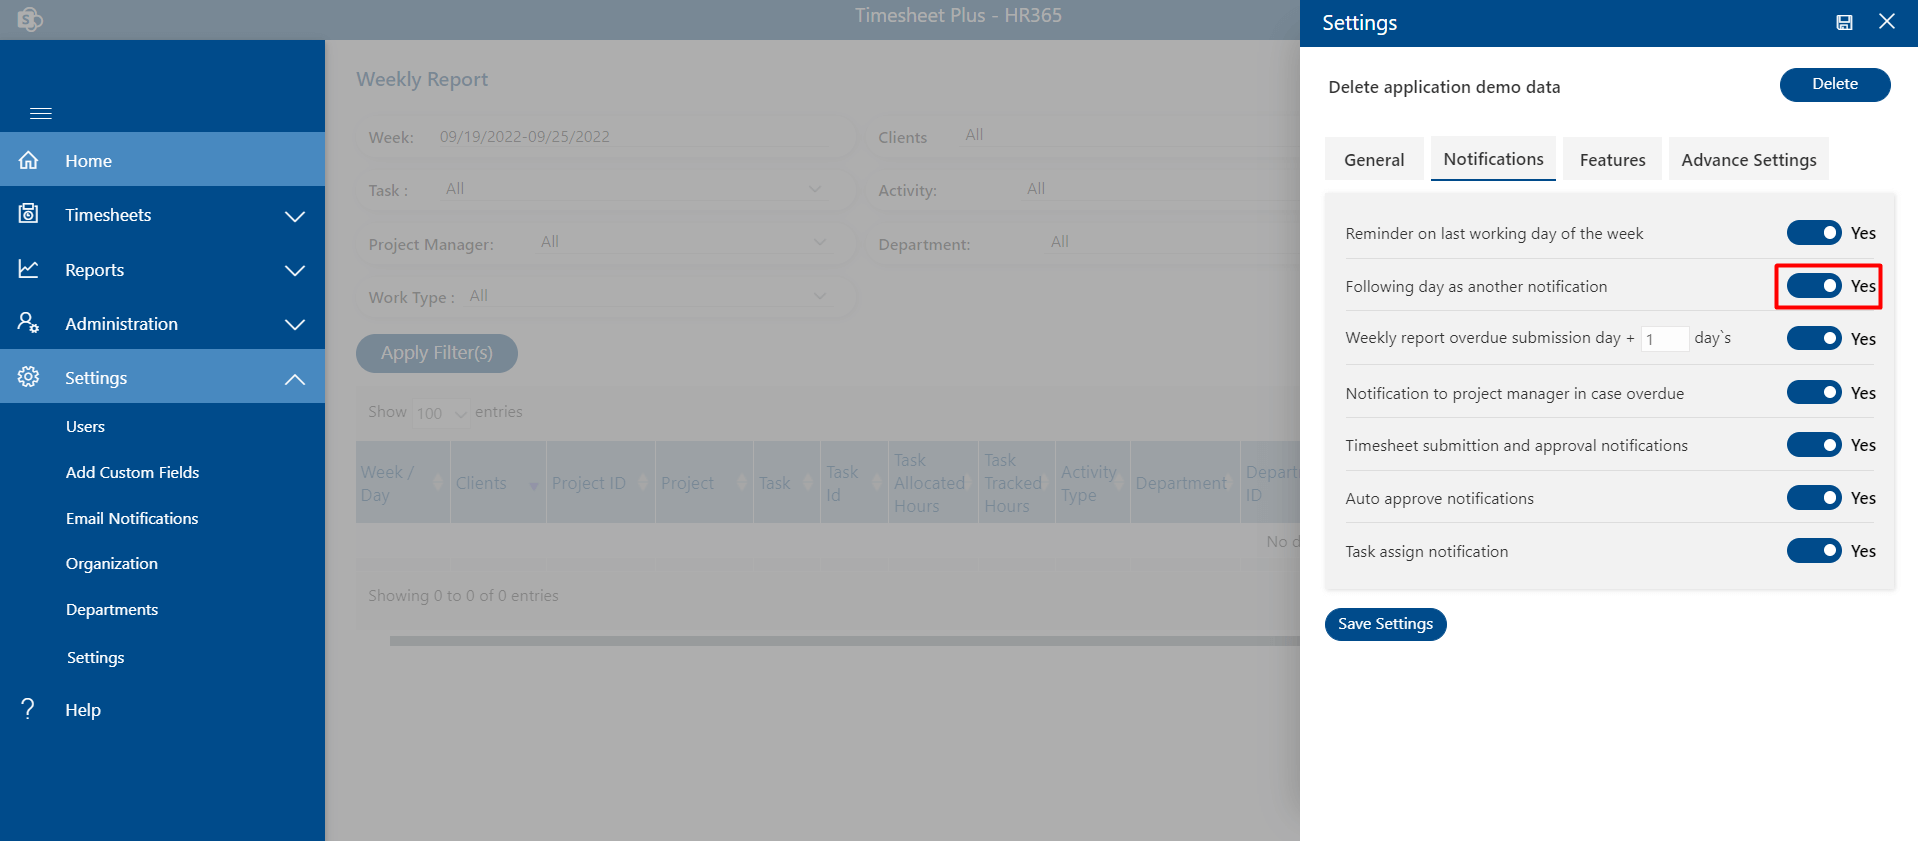 Timesheet Plus - HR365
Home
Timesheets
Reports
Administration
Settings
Users
Add Custom Fields
Email Notifications
Organization
Departments
Settings
Help
Weekly Report
Week: 09/19/2022-09/25/2022
Clients All
Task : All
Activity: All
Project Manager: All
Department: All
Work Type : All
Apply Filter(s)
Show 100 entries
Week / Day
Clients
Project ID
Project
Task
Task Id
Task Allocated Hours
Task Tracked Hours
Activity Type
Department
Depart ID
No d
Showing 0 to 0 of 0 entries
Settings
Delete application demo data
Delete
General
Notifications
Features
Advance Settings
Reminder on last working day of the week Yes
Following day as another notification Yes
Weekly report overdue submission day + 1 day`s Yes
Notification to project manager in case overdue Yes
Timesheet submittion and approval notifications Yes
Auto approve notifications Yes
Task assign notification Yes
Save Settings